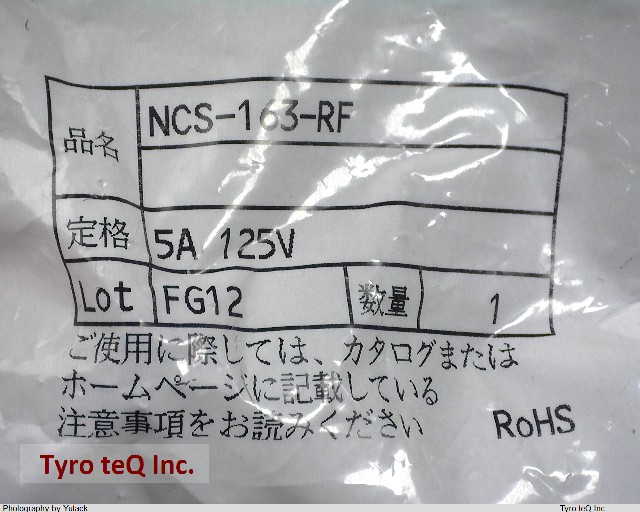 品名 NCS-163-RF
定格 5A 125V
Lot FG12 数量 1
ご使用に際しては、カタログまたは
ホームページに記載している
注意事項をお読みください
RoHS
Tyro teQ Inc.
Photography by Yutack
Tyro teQ Inc